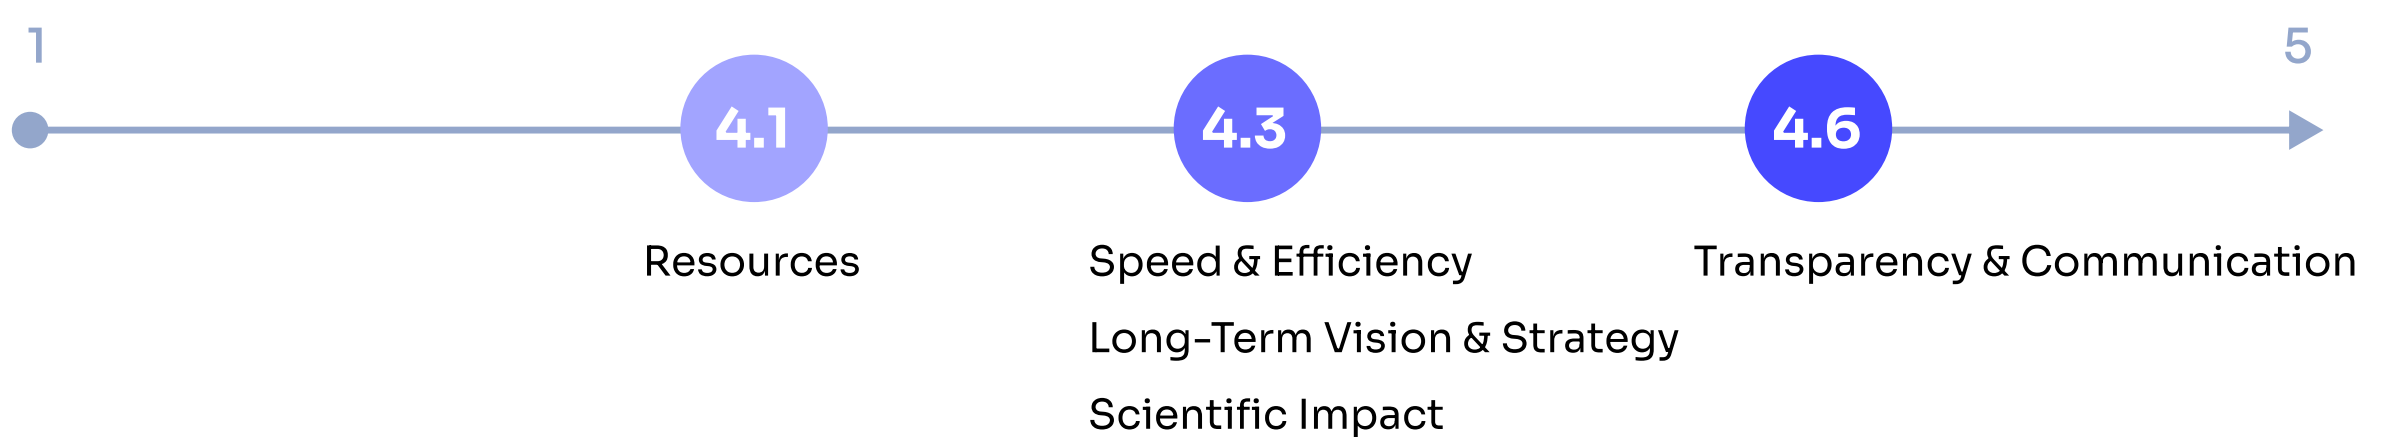 1
5
4.1
4.3
4.6
Resources
Speed & Efficiency
Transparency & Communication
Long-Term Vision & Strategy
Scientific Impact